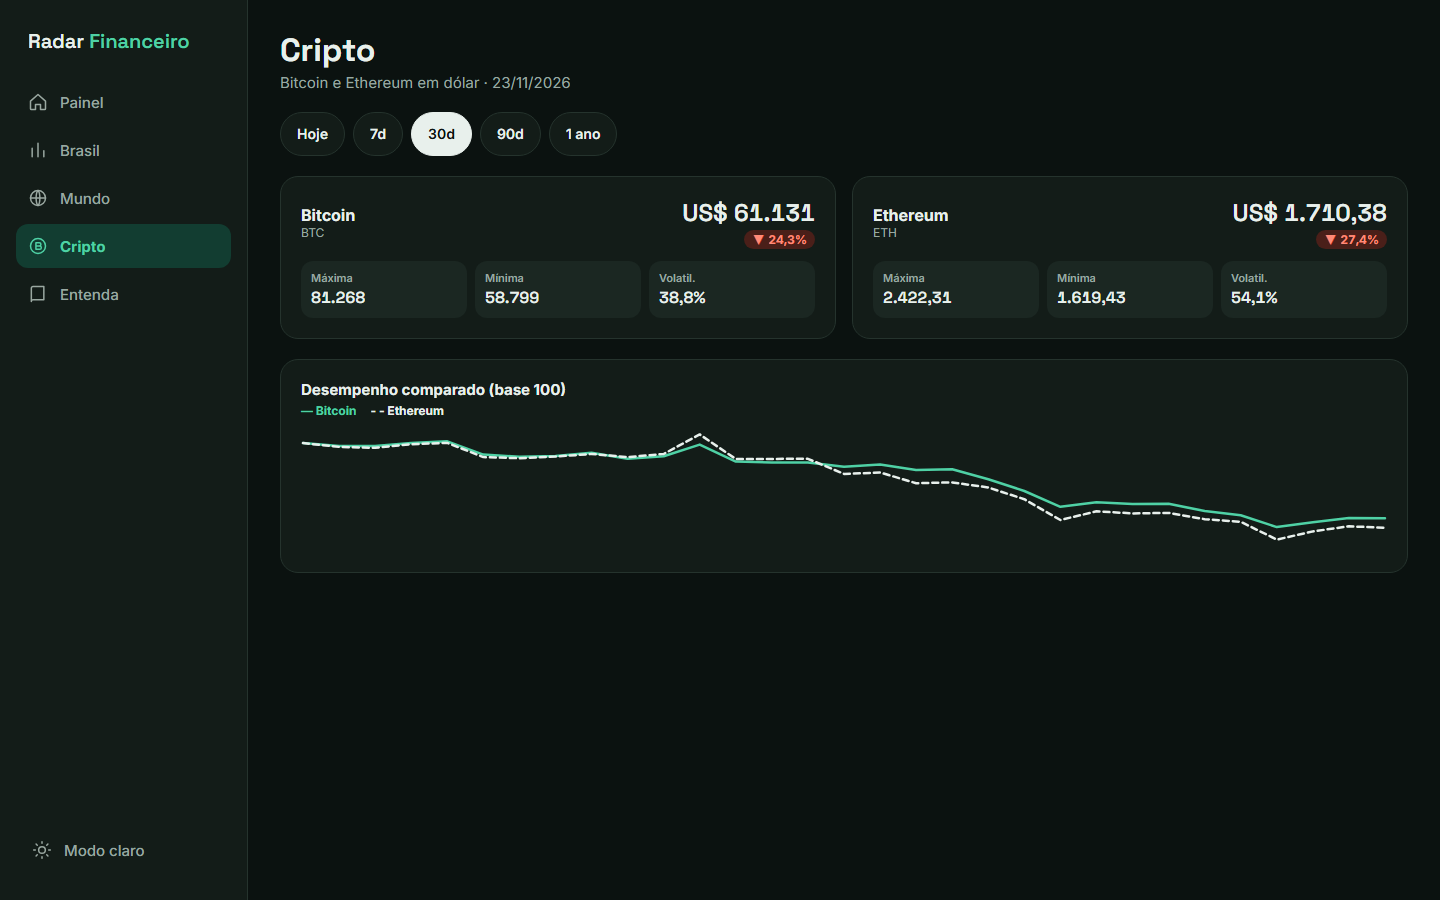 Radar Financeiro
Painel
Brasil
Mundo
Cripto
Entenda
Modo claro
Cripto
Bitcoin e Ethereum em dólar · 23/11/2026
Hoje
7d
30d
90d
1 ano
Bitcoin
BTC
US$ 61.131
▼ 24,3%
Máxima
81.268
Mínima
58.799
Volatil.
38,8%
Ethereum
ETH
US$ 1.710,38
▼ 27,4%
Máxima
2.422,31
Mínima
1.619,43
Volatil.
54,1%
Desempenho comparado (base 100)
— Bitcoin - - Ethereum